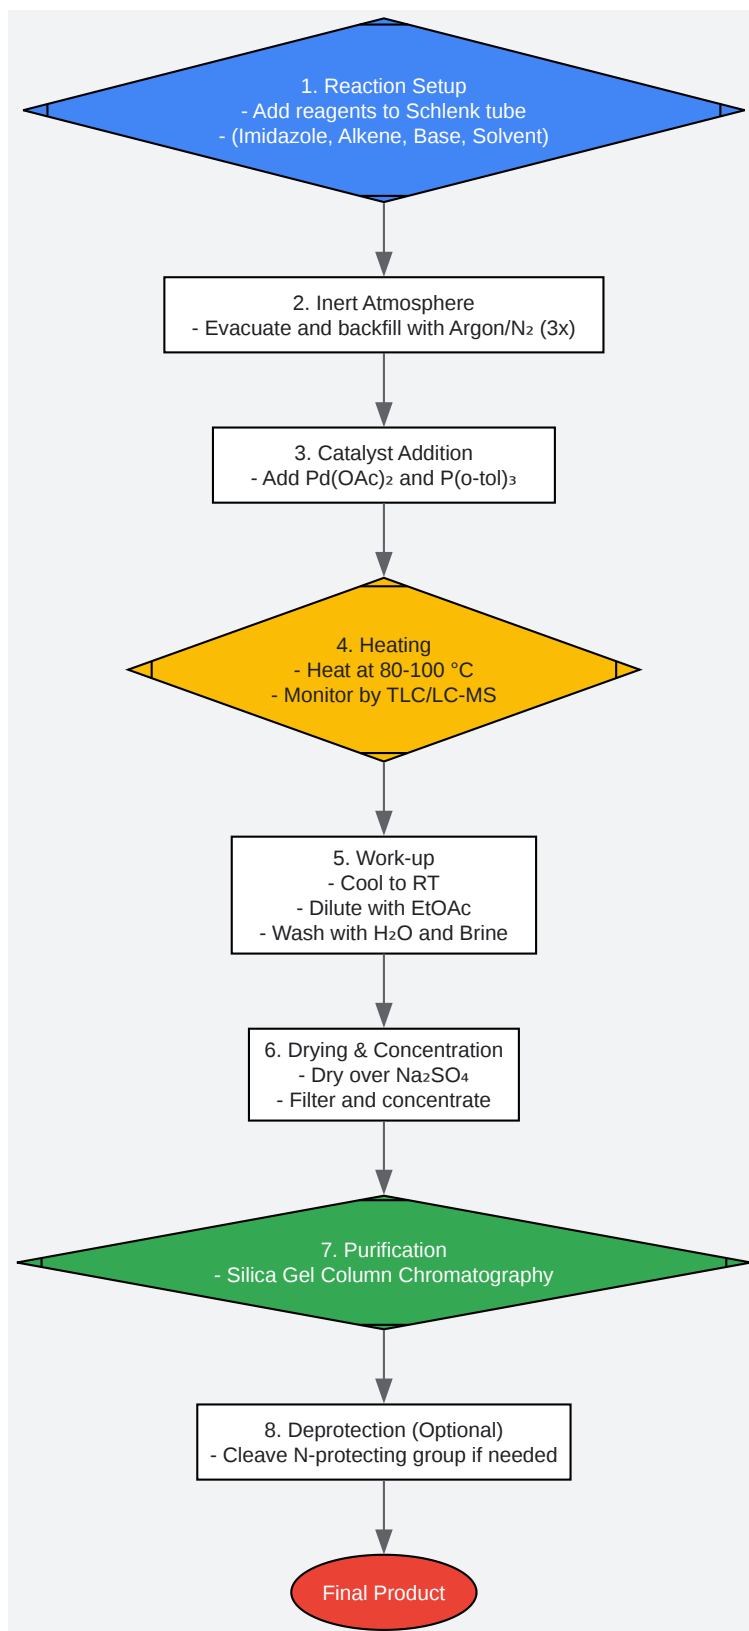 1. Reaction Setup
- Add reagents to Schlenk tube
- (Imidazole, Alkene, Base, Solvent)
2. Inert Atmosphere
- Evacuate and backfill with Argon/N₂ (3x)
3. Catalyst Addition
- Add Pd(OAc)₂ and P(o-tol)₃
4. Heating
- Heat at 80-100 °C
- Monitor by TLC/LC-MS
5. Work-up
- Cool to RT
- Dilute with EtOAc
- Wash with H₂O and Brine
6. Drying & Concentration
- Dry over Na₂SO₄
- Filter and concentrate
7. Purification
- Silica Gel Column Chromatography
8. Deprotection (Optional)
- Cleave N-protecting group if needed
Final Product